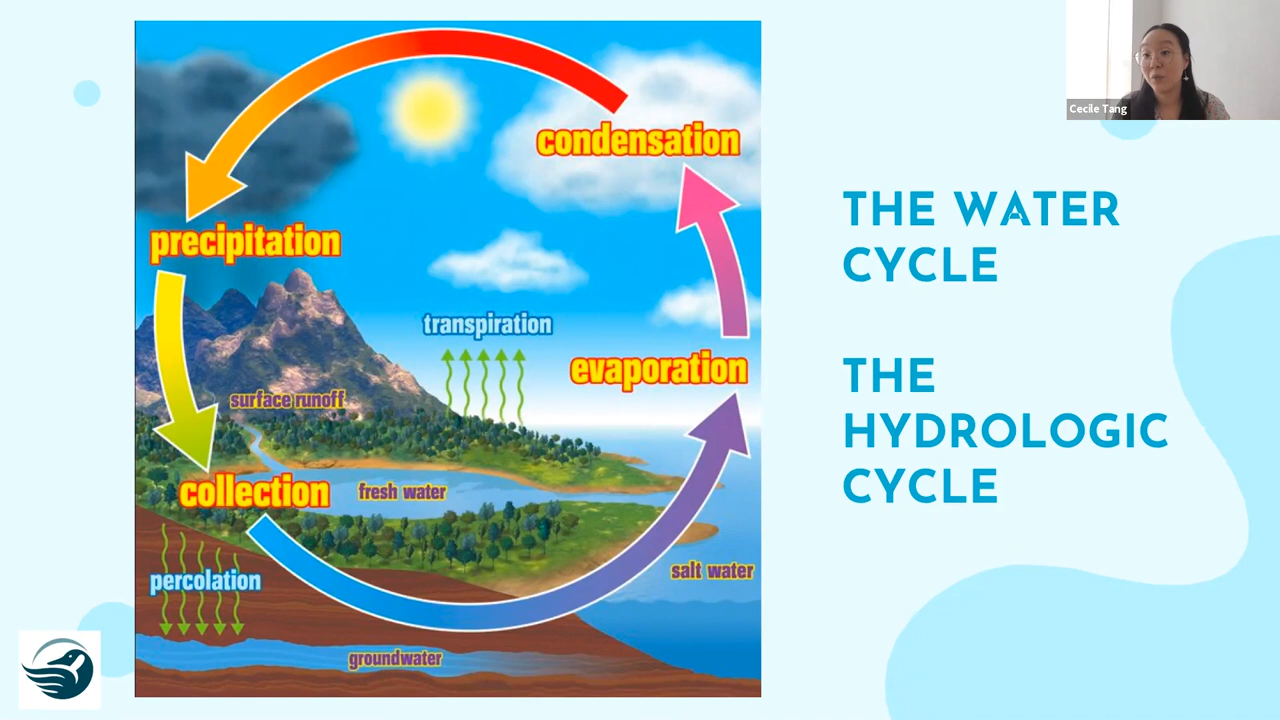 condensation
precipitation
transpiration
evaporation
surface runoff
collection
fresh water
percolation
salt water
groundwater
THE WATER
CYCLE
THE
HYDROLOGIC
CYCLE
Cecile Tang